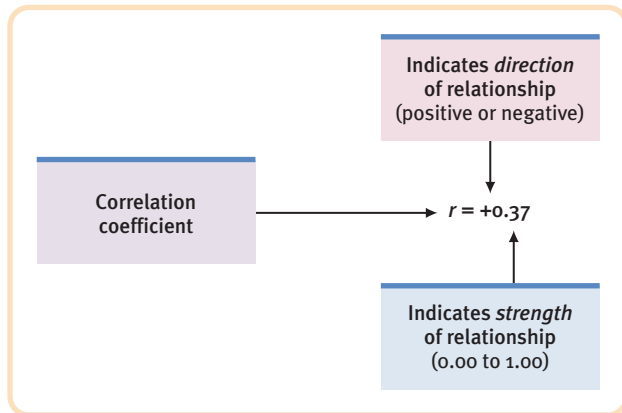 Indicates direction
of relationship
(positive or negative)
Correlation
coefficient
r = +0.37
Indicates strength
of relationship
(0.00 to 1.00)